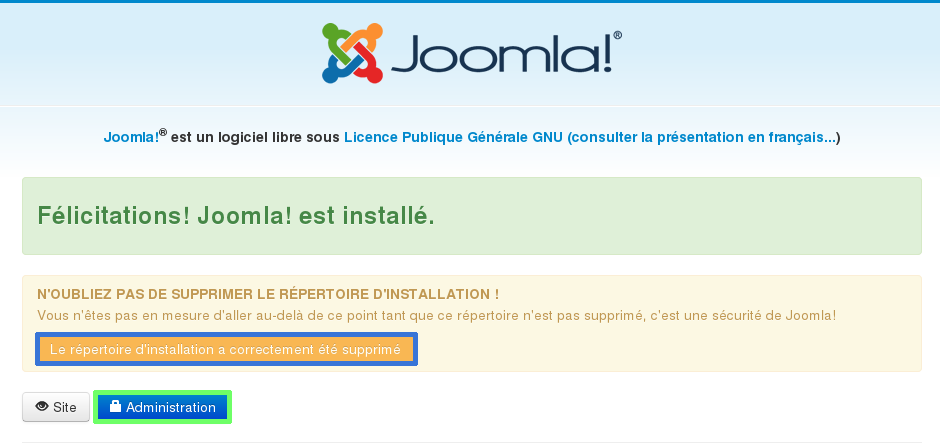 Joomla!®
Joomla!® est un logiciel libre sous Licence Publique Générale GNU (consulter la présentation en français...)
Félicitations! Joomla! est installé.
N'OUBLIEZ PAS DE SUPPRIMER LE RÉPERTOIRE D'INSTALLATION !
Vous n'êtes pas en mesure d'aller au-delà de ce point tant que ce répertoire n'est pas supprimé, c'est une sécurité de Joomla!
Le répertoire d'installation a correctement été supprimé
Site Administration